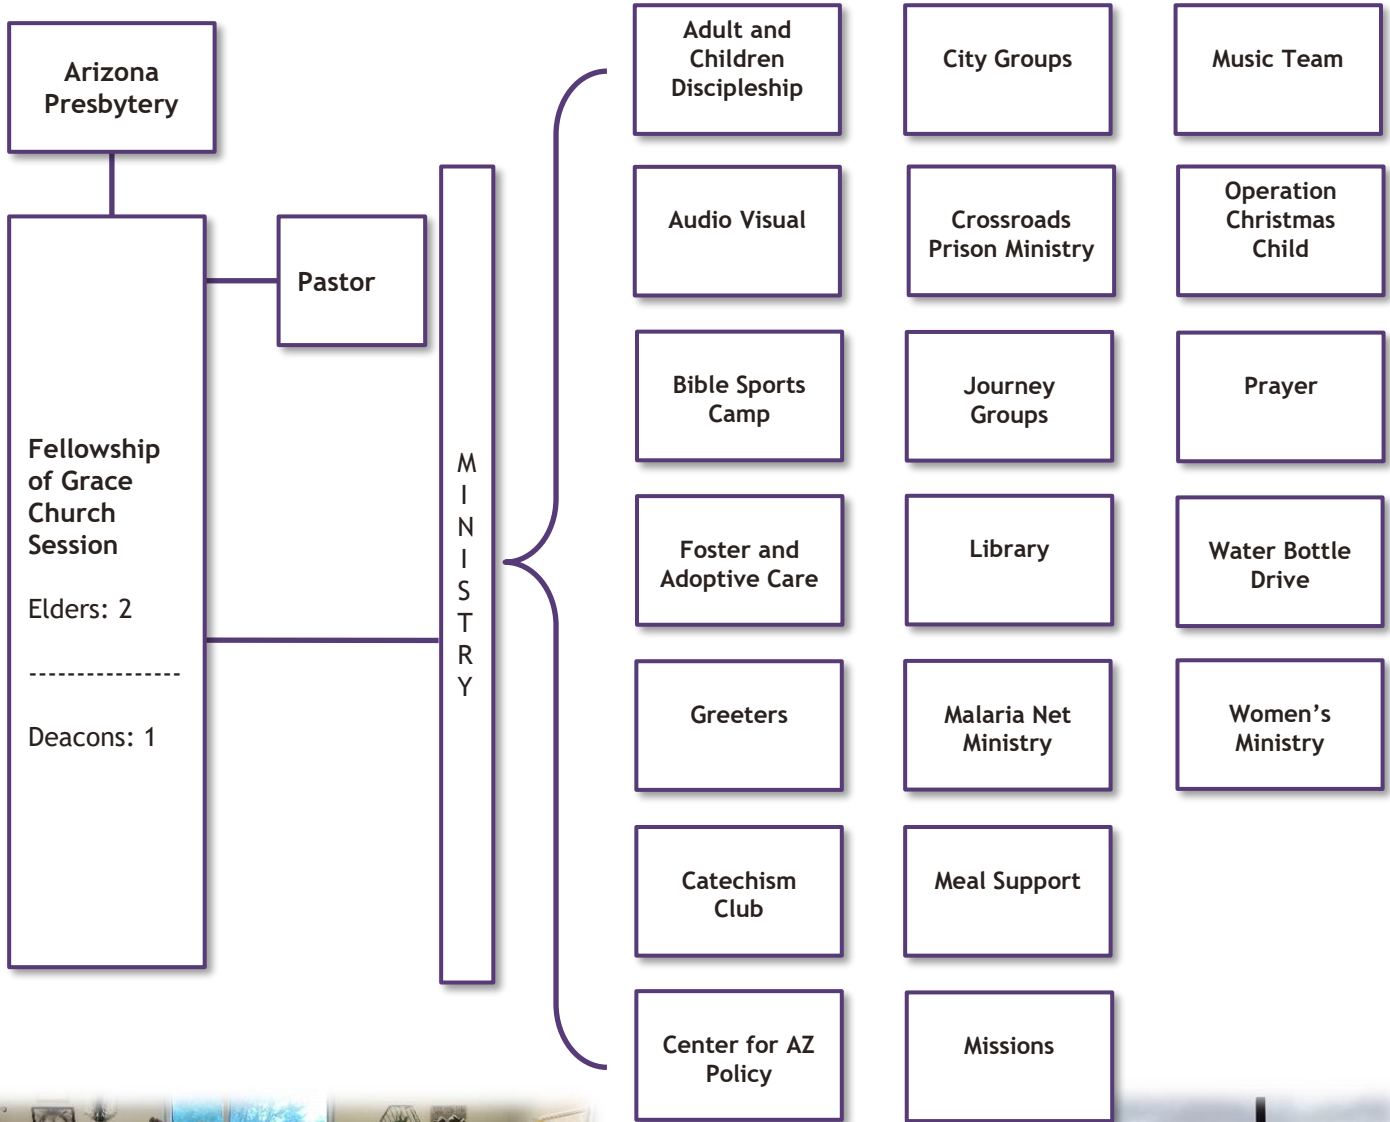 Arizona
Presbytery
Pastor
Fellowship
of Grace
Church
Session
Elders: 2
----------------
Deacons: 1
M
I
N
I
S
T
R
Y
Adult and
Children
Discipleship
City Groups
Music Team
Audio Visual
Crossroads
Prison Ministry
Operation
Christmas
Child
Bible Sports
Camp
Journey
Groups
Prayer
Foster and
Adoptive Care
Library
Water Bottle
Drive
Greeters
Malaria Net
Ministry
Women’s
Ministry
Catechism
Club
Meal Support
Center for AZ
Policy
Missions